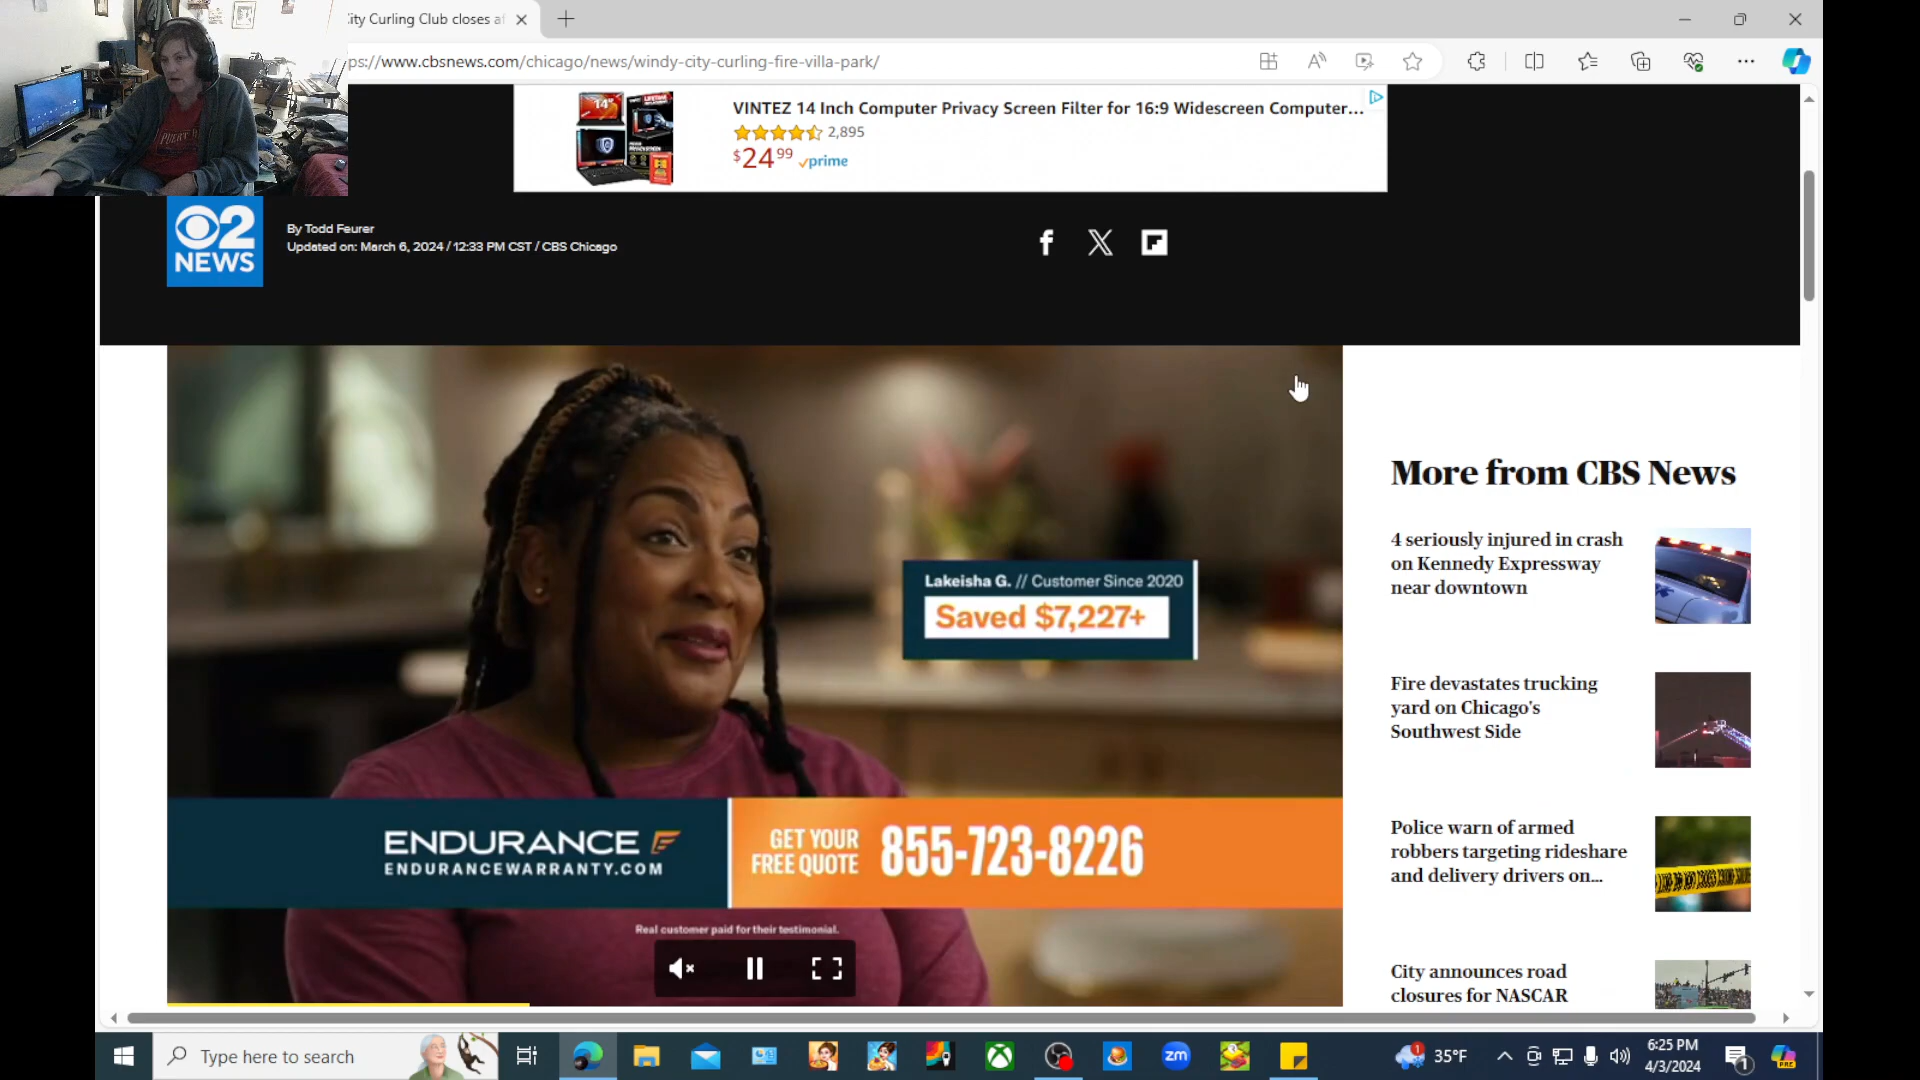 City Curling Club closes af
ps://www.cbsnews.com/chicago/news/windy-city-curling-fire-villa-park/
VINTEZ 14 Inch Computer Privacy Screen Filter for 16:9 Widescreen Computer...
2,895
$24 99 prime
2
NEWS
By Todd Feurer
Updated on: March 6, 2024 / 12:33 PM CST / CBS Chicago
Lakeisha G. // Customer Since 2020
Saved $7,227+
ENDURANCE
ENDURANCEWARRANTY.COM
GET YOUR
FREE QUOTE
855-723-8226
Real customer paid for their testimonial.
More from CBS News
4 seriously injured in crash
on Kennedy Expressway
near downtown
Fire devastates trucking
yard on Chicago's
Southwest Side
Police warn of armed
robbers targeting rideshare
and delivery drivers on...
City announces road
closures for NASCAR
Type here to search
zm
1
35°F
6:25 PM
4/3/2024
1
PRE